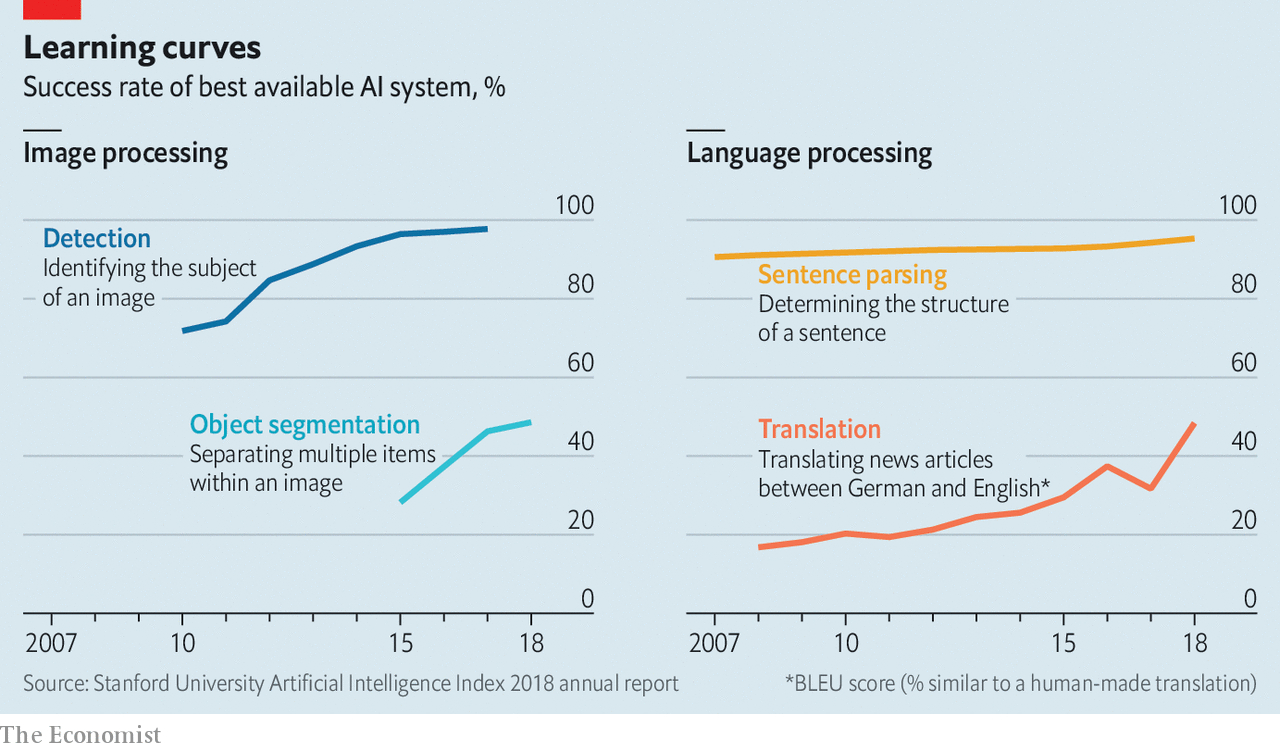 Learning curves
Success rate of best available AI system, %
Image processing
100
Detection
Identifying the subject
of an image
80
60
Object segmentation
Separating multiple items
within an image
40
20
0
2007 10 15 18
Language processing
100
Sentence parsing
Determining the structure
of a sentence
80
60
Translation
Translating news articles
between German and English*
40
20
0
2007 10 15 18
Source: Stanford University Artificial Intelligence Index 2018 annual report
*BLEU score (% similar to a human-made translation)
The Economist